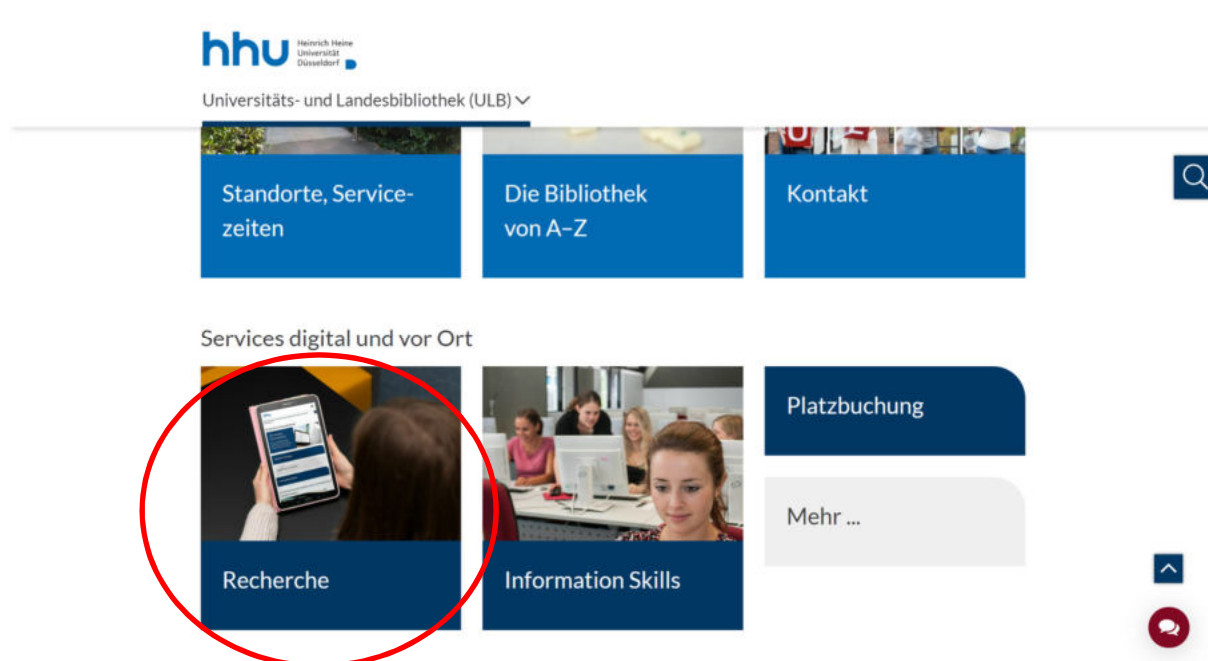 hhu Heinrich Heine
Universität
Düsseldorf
Universitäts- und Landesbibliothek (ULB)
Standorte, Service-
zeiten
Die Bibliothek
von A–Z
Kontakt
Services digital und vor Ort
Recherche
Information Skills
Platzbuchung
Mehr ...